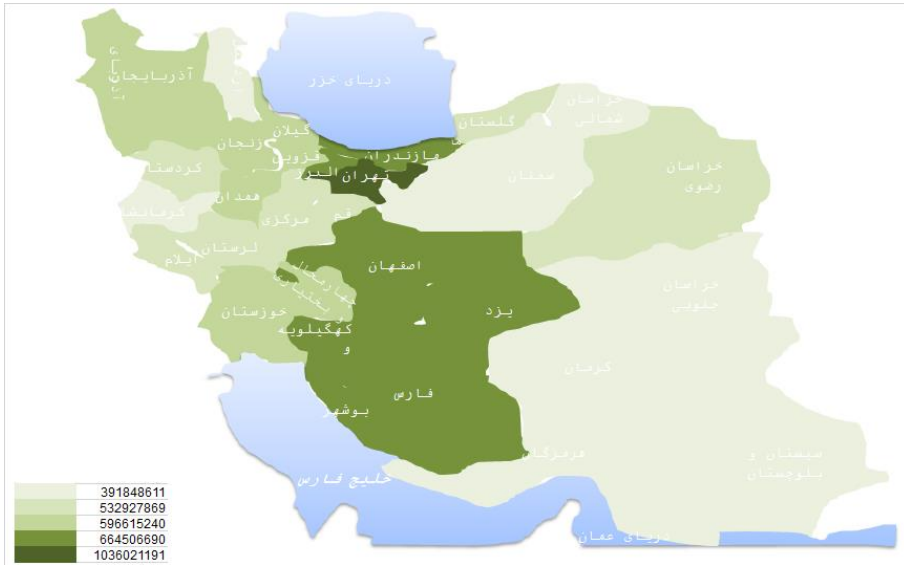 دریای خزر
آذربایجان
گیلان
زنجان
قزوین
مازندران
گلستان
خراسان
شمالی
خراسان
رضوی
البرز
تهران
سمنان
کردستان
همدان
کرمانشاه
مرکزی
قم
لرستان
ایلام
اصفهان
چهارمحال
و بختیاری
خوزستان
کهگیلویه
و
یزد
خراسان
جنوبی
کرمان
فارس
بوشهر
هرمزگان
سیستان و
بلوچستان
خلیج فارس
دریای عمان
391848611
532927869
596615240
664506690
1036021191